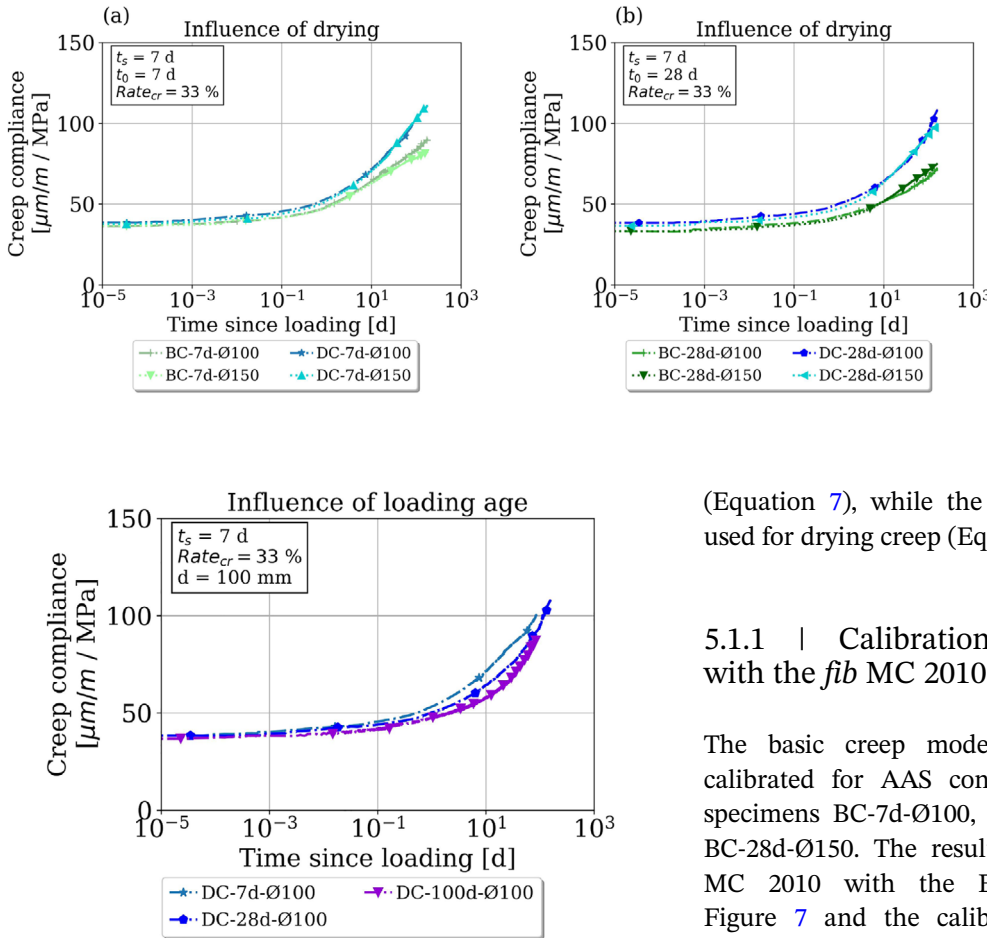 (a)
Influence of drying
150
100
50
0
Creep compliance
[μm/m / MPa]
t_s = 7 d
t_0 = 7 d
Rate_cr = 33 %
10^−5 10^−3 10^−1 10^1 10^3
Time since loading [d]
BC-7d-Ø100 DC-7d-Ø100
BC-7d-Ø150 DC-7d-Ø150
(b)
Influence of drying
150
100
50
0
Creep compliance
[μm/m / MPa]
t_s = 7 d
t_0 = 28 d
Rate_cr = 33 %
10^−5 10^−3 10^−1 10^1 10^3
Time since loading [d]
BC-28d-Ø100 DC-28d-Ø100
BC-28d-Ø150 DC-28d-Ø150
Influence of loading age
150
100
50
0
Creep compliance
[μm/m / MPa]
t_s = 7 d
Rate_cr = 33 %
d = 100 mm
10^−5 10^−3 10^−1 10^1 10^3
Time since loading [d]
DC-7d-Ø100 DC-100d-Ø100
DC-28d-Ø100
(Equation 7), while the
used for drying creep (Eq
5.1.1 | Calibration
with the fib MC 2010
The basic creep mode
calibrated for AAS con
specimens BC-7d-Ø100,
BC-28d-Ø150. The resul
MC 2010 with the B
Figure 7 and the calib